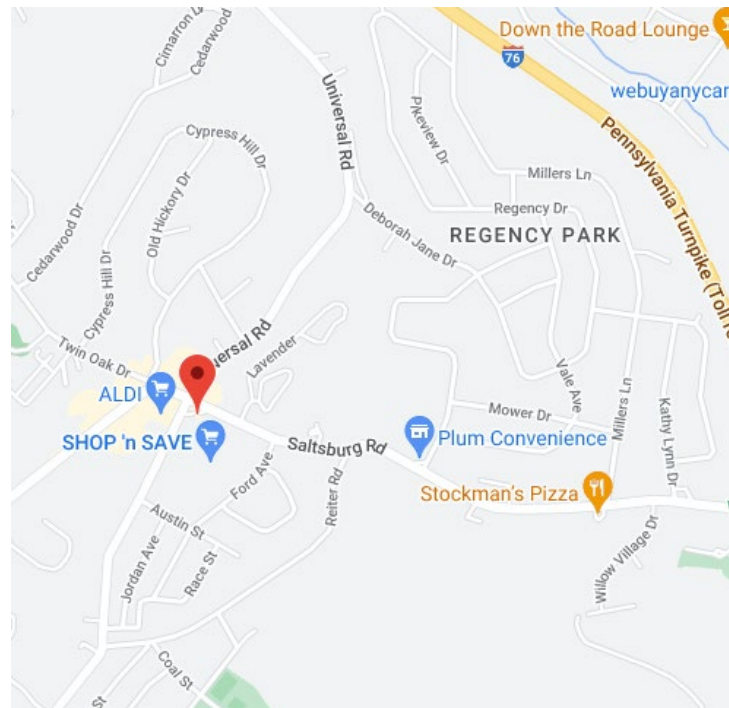 Down the Road Lounge
76
webuyanycar
Cimarron L
Cedarwood
Universal Rd
Pikeview Dr
Pennsylvania Turnpike (Toll r
Cypress Hill Dr
Millers Ln
Old Hickory Dr
Regency Dr
Deborah Jane Dr
REGENCY PARK
Cedarwood Dr
Cypress Hill Dr
versal Rd
Lavender
Twin Oak Dr
Vale Ave
Millers Ln
Kathy Lynn Dr
ALDI
Mower Dr
SHOP 'n SAVE
Saltsburg Rd
Plum Convenience
Ford Ave
Reiter Rd
Stockman's Pizza
Austin St
Jordan Ave
Race St
Willow Village Dr
Coal St
St